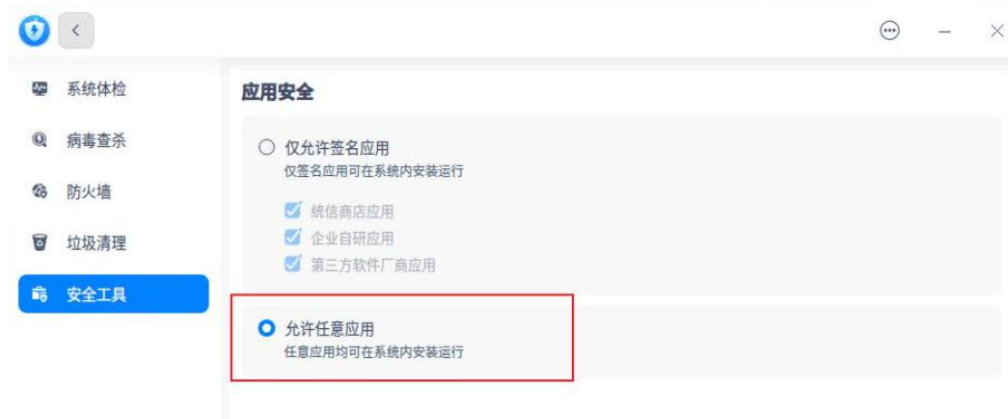 系统体检
病毒查杀
防火墙
垃圾清理
安全工具
应用安全
仅允许签名应用
仅签名应用可在系统内安装运行
统信商店应用
企业自研应用
第三方软件厂商应用
允许任意应用
任意应用均可在系统内安装运行